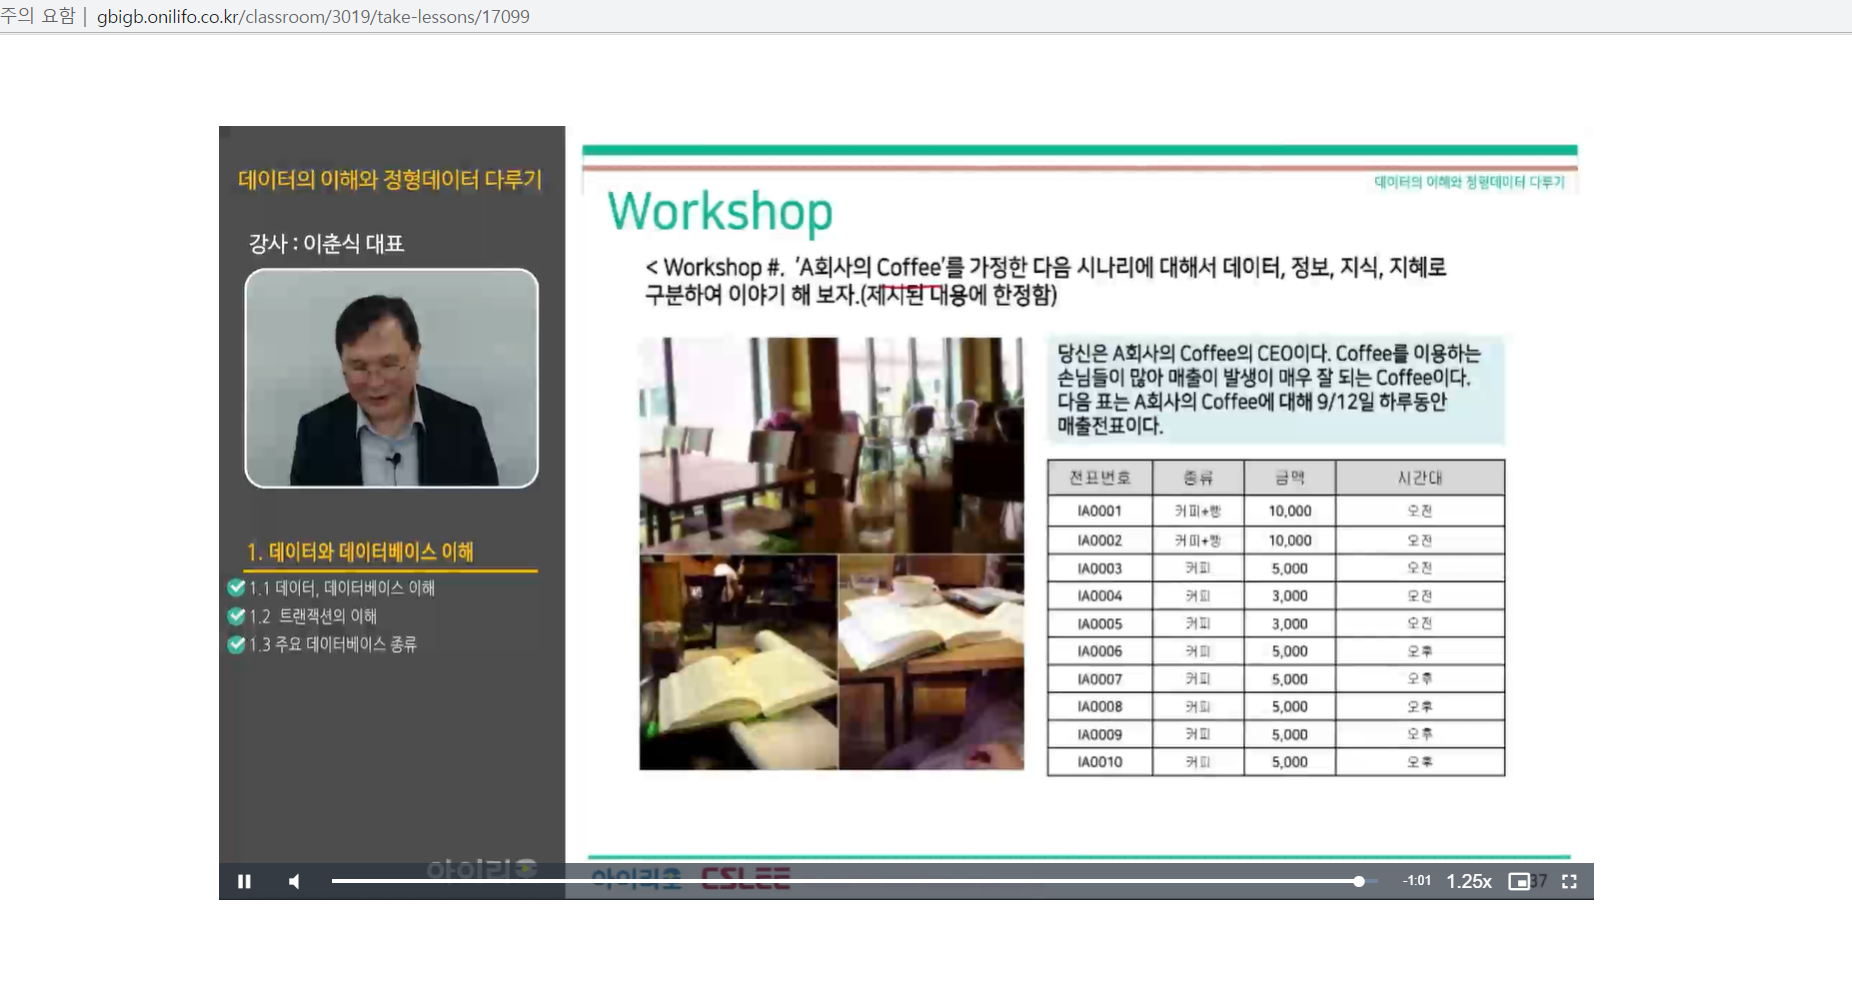 주의 요함 | gbigb.onilifo.co.kr/classroom/3019/take-lessons/17099
데이터의 이해와 정형데이터 다루기
강사 : 이춘식 대표
1. 데이터와 데이터베이스 이해
1.1 데이터, 데이터베이스 이해
1.2 트랜잭션의 이해
1.3 주요 데이터베이스 종류
아이리포
데이터의 이해와 정형데이터 다루기
Workshop
< Workshop #. ‘A회사의 Coffee’를 가정한 다음 시나리에 대해서 데이터, 정보, 지식, 지혜로
구분하여 이야기 해 보자.(제시된 내용에 한정함)
당신은 A회사의 Coffee의 CEO이다. Coffee를 이용하는
손님들이 많아 매출이 발생이 매우 잘 되는 Coffee이다.
다음 표는 A회사의 Coffee에 대해 9/12일 하루동안
매출전표이다.
전표번호 종류 금액 시간대
IA0001 커피+빵 10,000 오전
IA0002 커피+빵 10,000 오전
IA0003 커피 5,000 오전
IA0004 커피 3,000 오전
IA0005 커피 3,000 오전
IA0006 커피 5,000 오후
IA0007 커피 5,000 오후
IA0008 커피 5,000 오후
IA0009 커피 5,000 오후
IA0010 커피 5,000 오후
아이리포 CSLEE
-1:01 1.25x 37